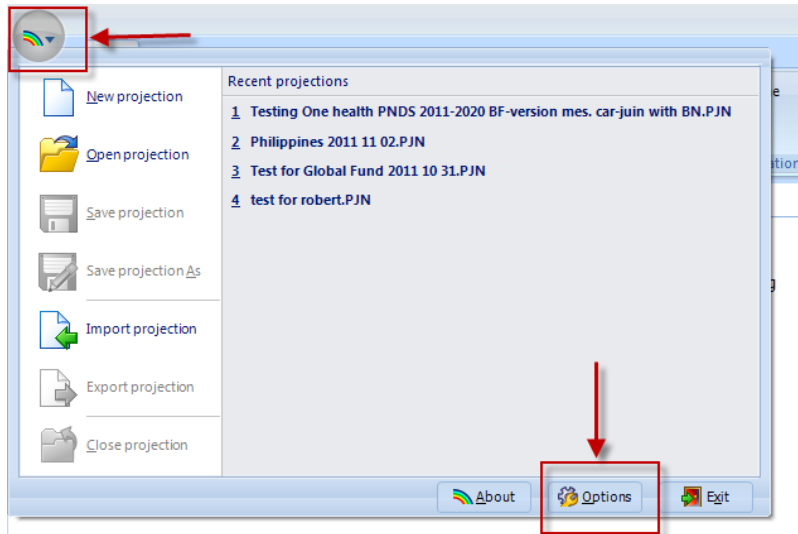 New projection
Open projection
Save projection
Save projection As
Import projection
Export projection
Close projection
Recent projections
1 Testing One health PNDS 2011-2020 BF-version mes. car-juin with BN.PJN
2 Philippines 2011 11 02.PJN
3 Test for Global Fund 2011 10 31.PJN
4 test for robert.PJN
About
Options
Exit